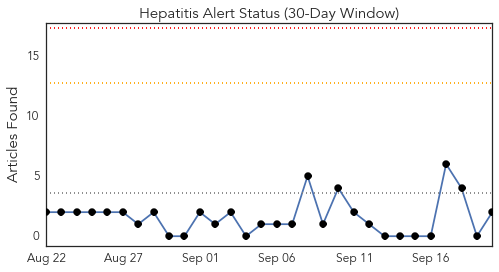 Hepatitis Alert Status (30-Day Window)
Articles Found
15
10
5
0
Aug 22 Aug 27 Sep 01 Sep 06 Sep 11 Sep 16